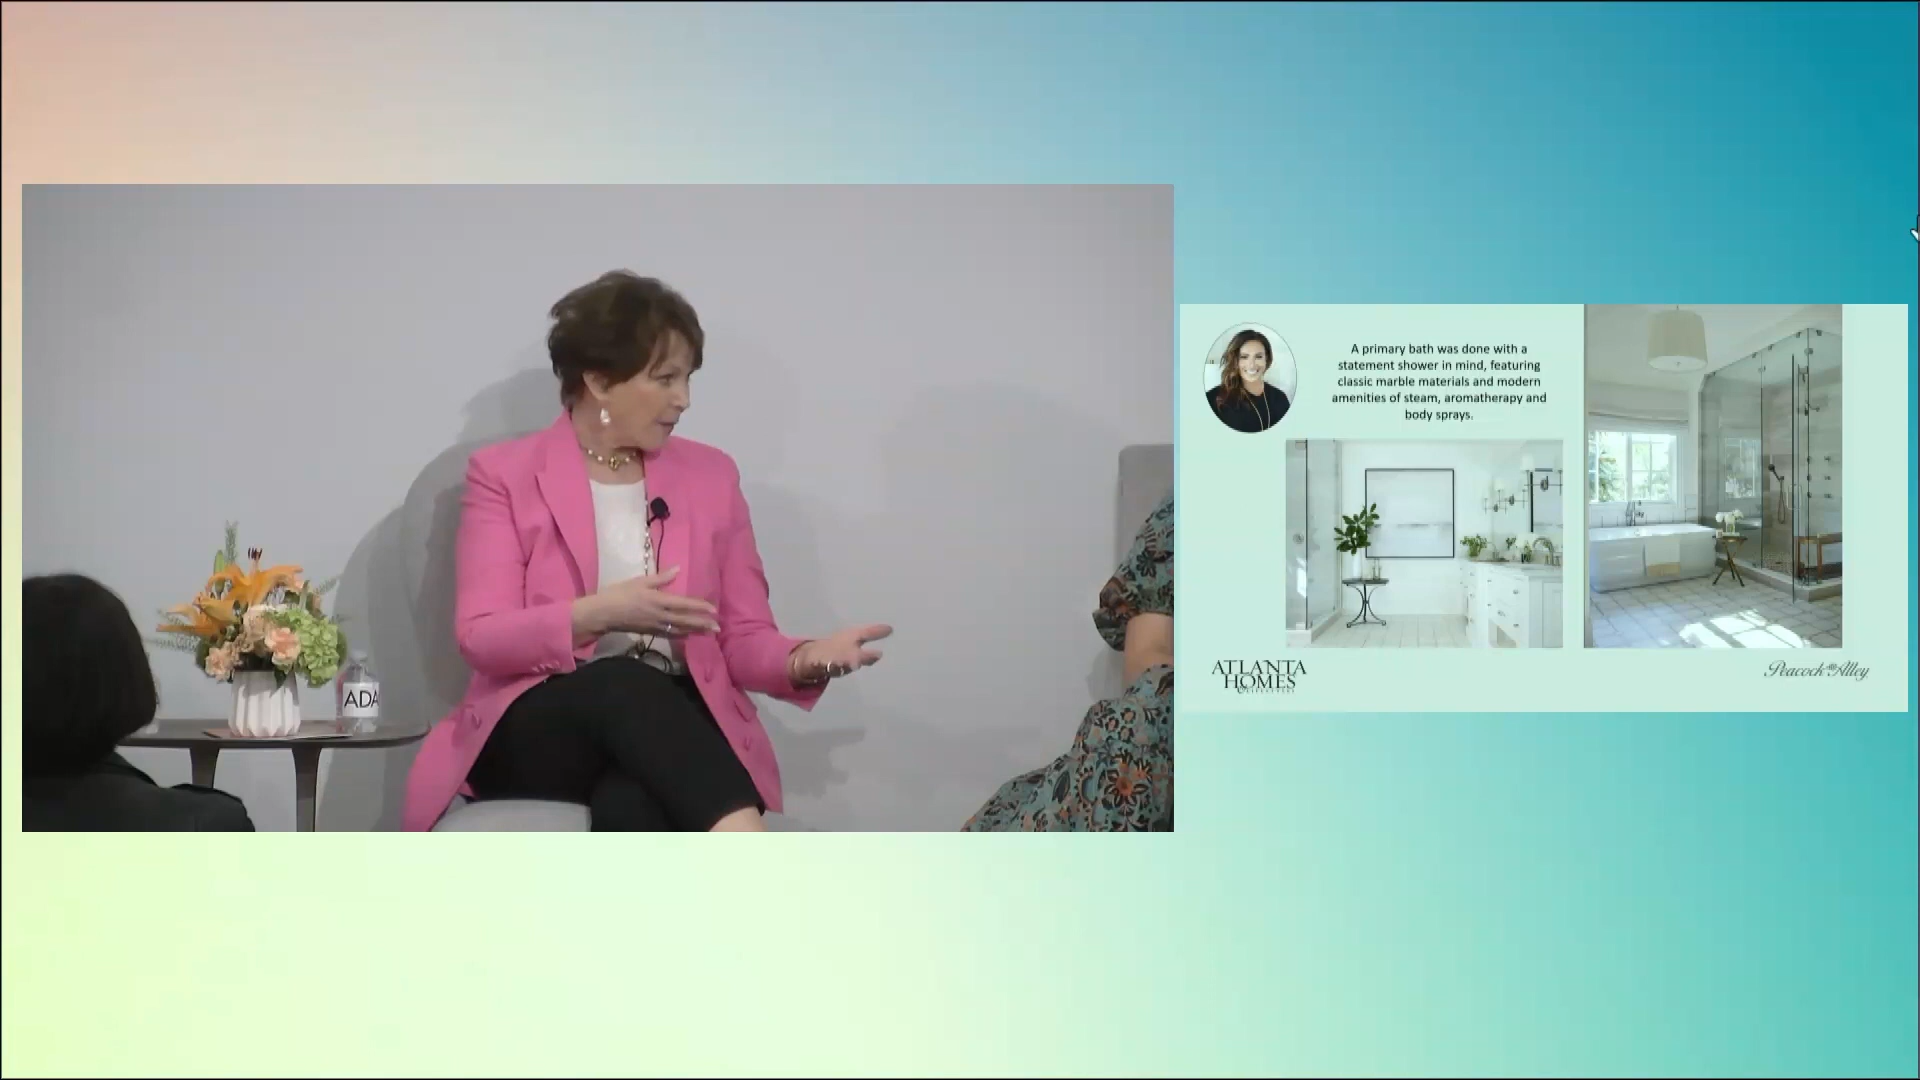 ADA
A primary bath was done with a
statement shower in mind, featuring
classic marble materials and modern
amenities of steam, aromatherapy and
body sprays.
ATLANTA
HOMES
& LIFESTYLES
Peacock Alley